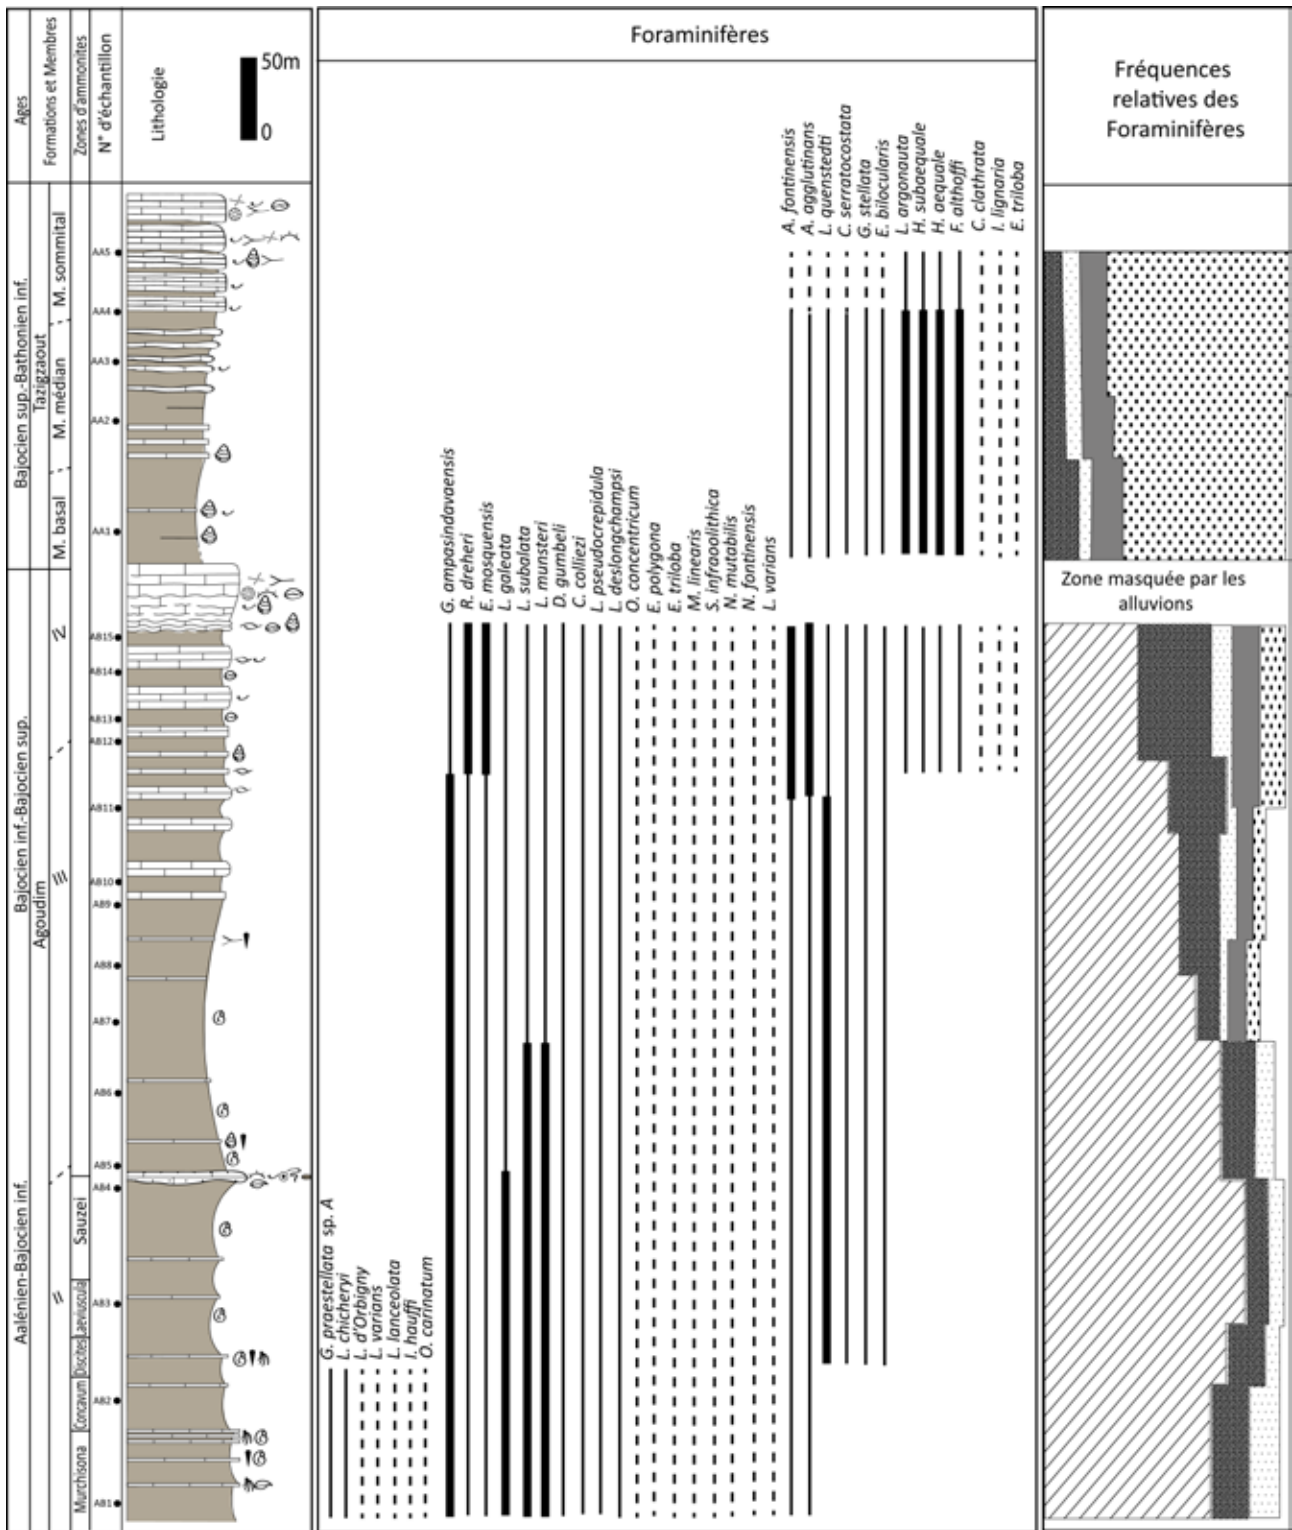 Ages
Formations et Membres
Zones d'ammonites
N° d'échantillon
Lithologie
50m
0
Foraminifères
Fréquences
relatives des
Foraminifères
Bajocien sup.-Bathonien inf.
Tazigzaout
M. sommital
M. médian
M. basal
AA5
AA4
AA3
AA2
AA1
A. fontinensis
A. agglutinans
L. quenstedti
C. serratocostata
G. stellata
E. bilocularis
L. argonauta
H. subaequale
H. aequale
F. althoffi
C. clathrata
I. lignaria
E. triloba
Zone masquée par les
alluvions
Bajocien inf.-Bajocien sup.
Agoudim
IV
III
AB15
AB14
AB13
AB12
AB11
AB10
AB9
AB8
AB7
AB6
AB5
G. ampasindavaensis
R. dreheri
E. mosquensis
L. galeata
L. subalata
L. munsteri
D. gumbeli
C. colliezi
L. pseudocrepidula
L. deslongchampsi
O. concentricum
E. polygona
E. triloba
M. linearis
S. infraoolithica
N. mutabilis
N. fontinensis
L. varians
Aalénien-Bajocien inf.
II
Sauzei
Laeviuscula
Discites
Concavum
Murchisona
AB4
AB3
AB2
AB1
G. praestellata sp. A
L. chicheryi
L. d'Orbigny
L. varians
L. lanceolata
I. hauffi
O. carinatum